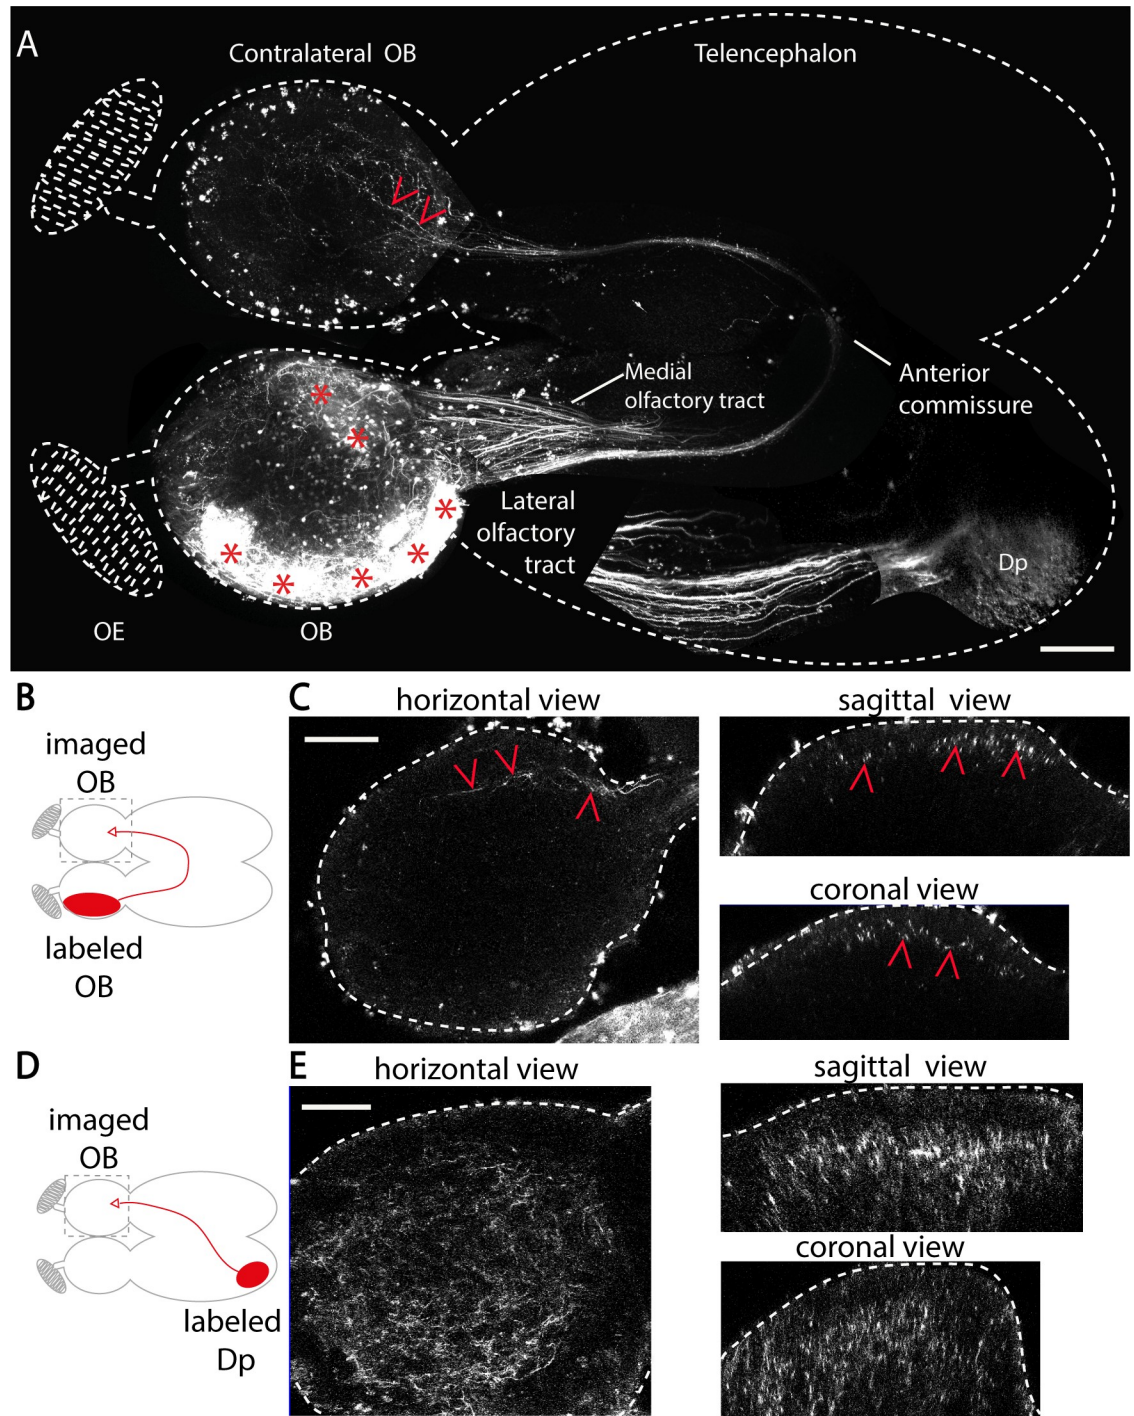 A
Contralateral OB
Telencephalon
Medial
olfactory tract
Anterior
commissure
Lateral
olfactory
tract
Dp
OE
OB
B
imaged
OB
labeled
OB
C
horizontal view
sagittal view
coronal view
D
imaged
OB
labeled
Dp
E
horizontal view
sagittal view
coronal view